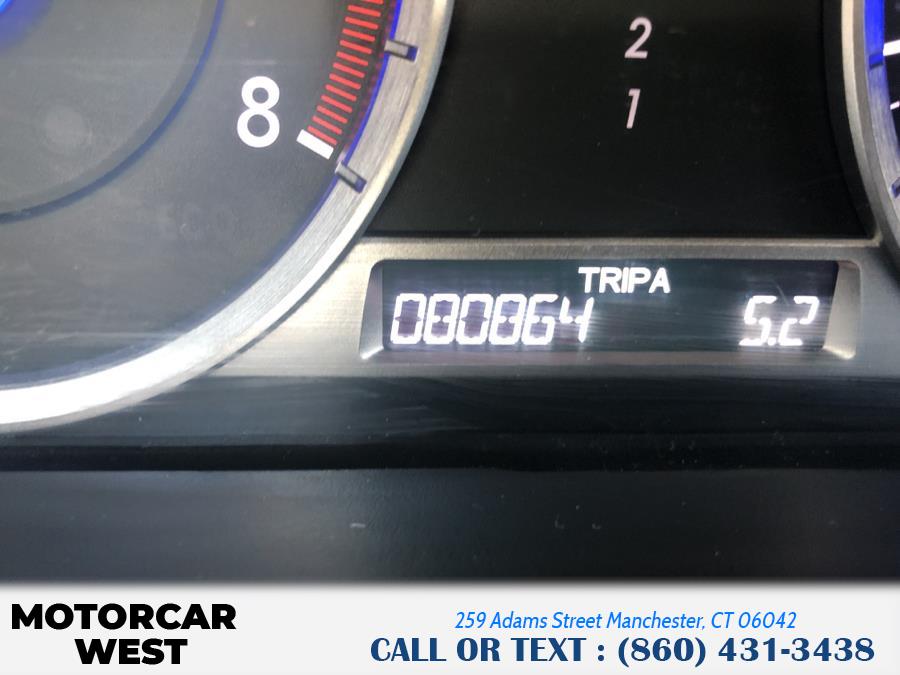 8
2
1
TRIPA
080864 5.2
MOTORCAR
WEST
259 Adams Street Manchester, CT 06042
CALL OR TEXT : (860) 431-3438